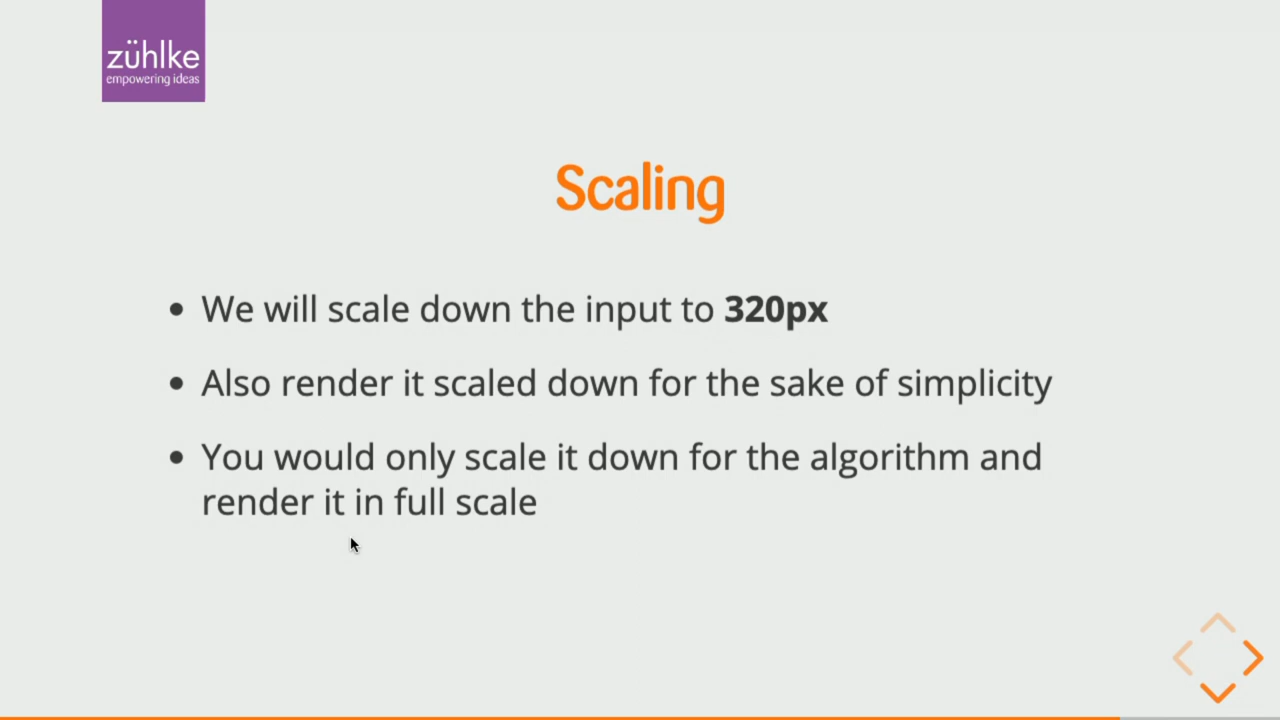 zühlke
empowering ideas
Scaling
We will scale down the input to 320px
Also render it scaled down for the sake of simplicity
You would only scale it down for the algorithm and
render it in full scale